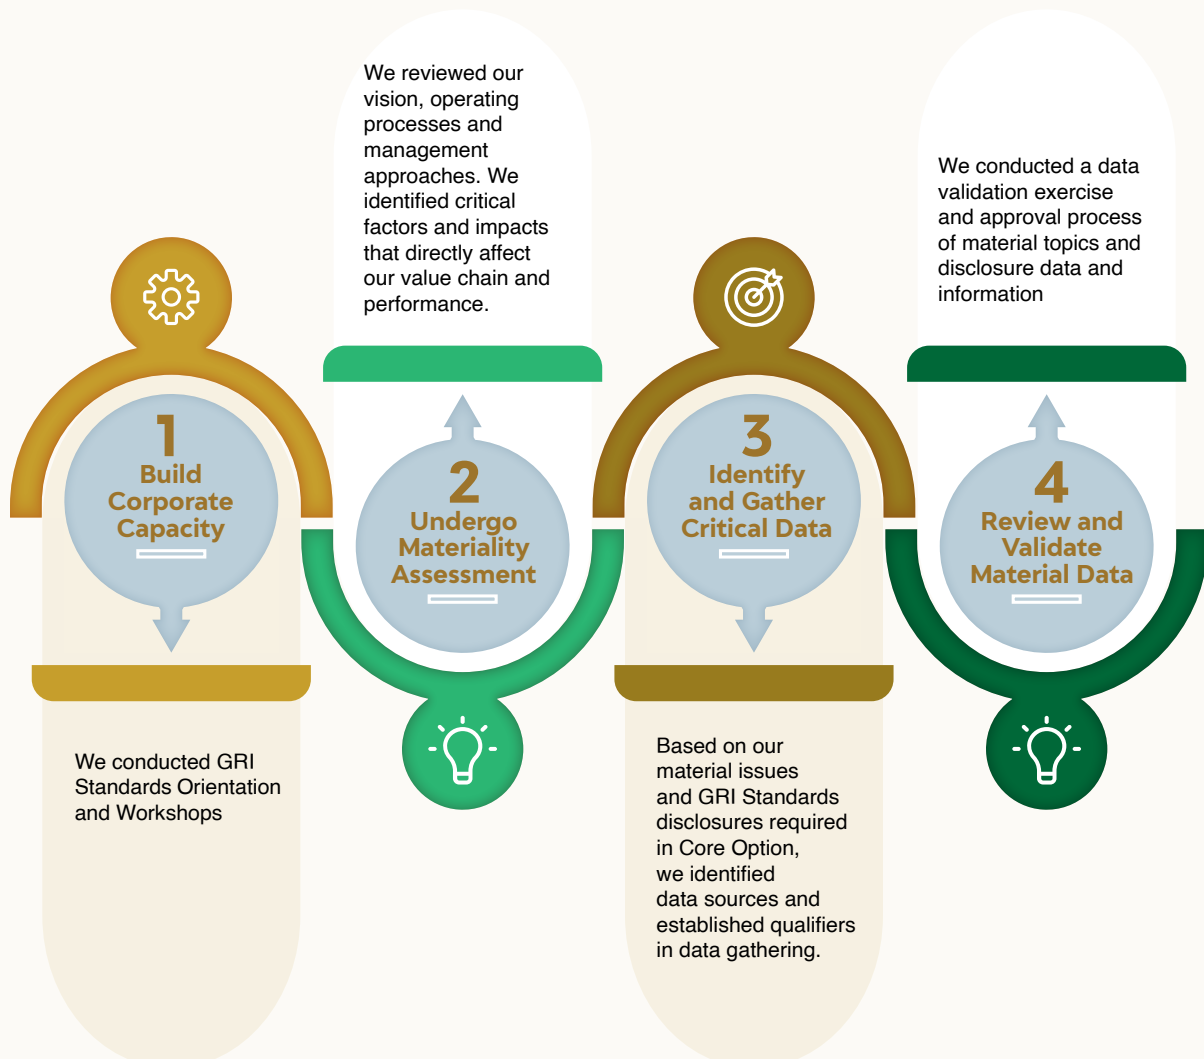 1
Build
Corporate
Capacity
We conducted GRI
Standards Orientation
and Workshops
We reviewed our
vision, operating
processes and
management
approaches. We
identified critical
factors and impacts
that directly affect
our value chain and
performance.
2
Undergo
Materiality
Assessment
3
Identify
and Gather
Critical Data
Based on our
material issues
and GRI Standards
disclosures required
in Core Option,
we identified
data sources and
established qualifiers
in data gathering.
We conducted a data
validation exercise
and approval process
of material topics and
disclosure data and
information
4
Review and
Validate
Material Data